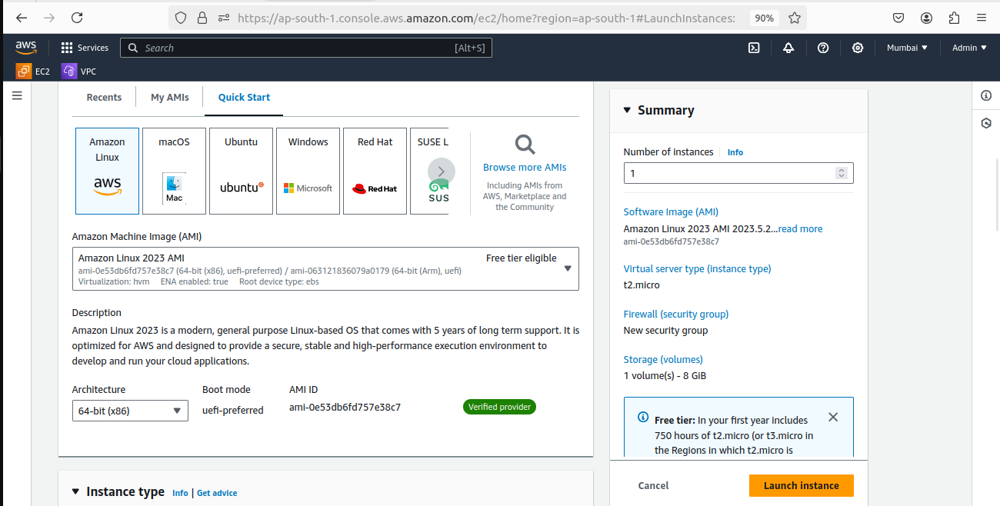 https://ap-south-1.console.aws.amazon.com/ec2/home?region=ap-south-1#LaunchInstances:
90%
aws
Services
Search
[Alt+S]
Mumbai
Admin
EC2
VPC
Recents
My AMIs
Quick Start
Amazon
Linux
aws
macOS
Mac
Ubuntu
ubuntu
Windows
Microsoft
Red Hat
Red Hat
SUSE L
SUS
Browse more AMIs
Including AMIs from
AWS, Marketplace and
the Community
Amazon Machine Image (AMI)
Amazon Linux 2023 AMI
Free tier eligible
ami-0e53db6fd757e38c7 (64-bit (x86), uefi-preferred) / ami-063121836079a0179 (64-bit (Arm), uefi)
Virtualization: hvm ENA enabled: true Root device type: ebs
Description
Amazon Linux 2023 is a modern, general purpose Linux-based OS that comes with 5 years of long term support. It is
optimized for AWS and designed to provide a secure, stable and high-performance execution environment to
develop and run your cloud applications.
Architecture
64-bit (x86)
Boot mode
uefi-preferred
AMI ID
ami-0e53db6fd757e38c7
Verified provider
Instance type
Info | Get advice
Summary
Number of instances
Info
1
Software Image (AMI)
Amazon Linux 2023 AMI 2023.5.2...read more
ami-0e53db6fd757e38c7
Virtual server type (instance type)
t2.micro
Firewall (security group)
New security group
Storage (volumes)
1 volume(s) - 8 GiB
Free tier: In your first year includes
750 hours of t2.micro (or t3.micro in
the Regions in which t2.micro is
Cancel
Launch instance